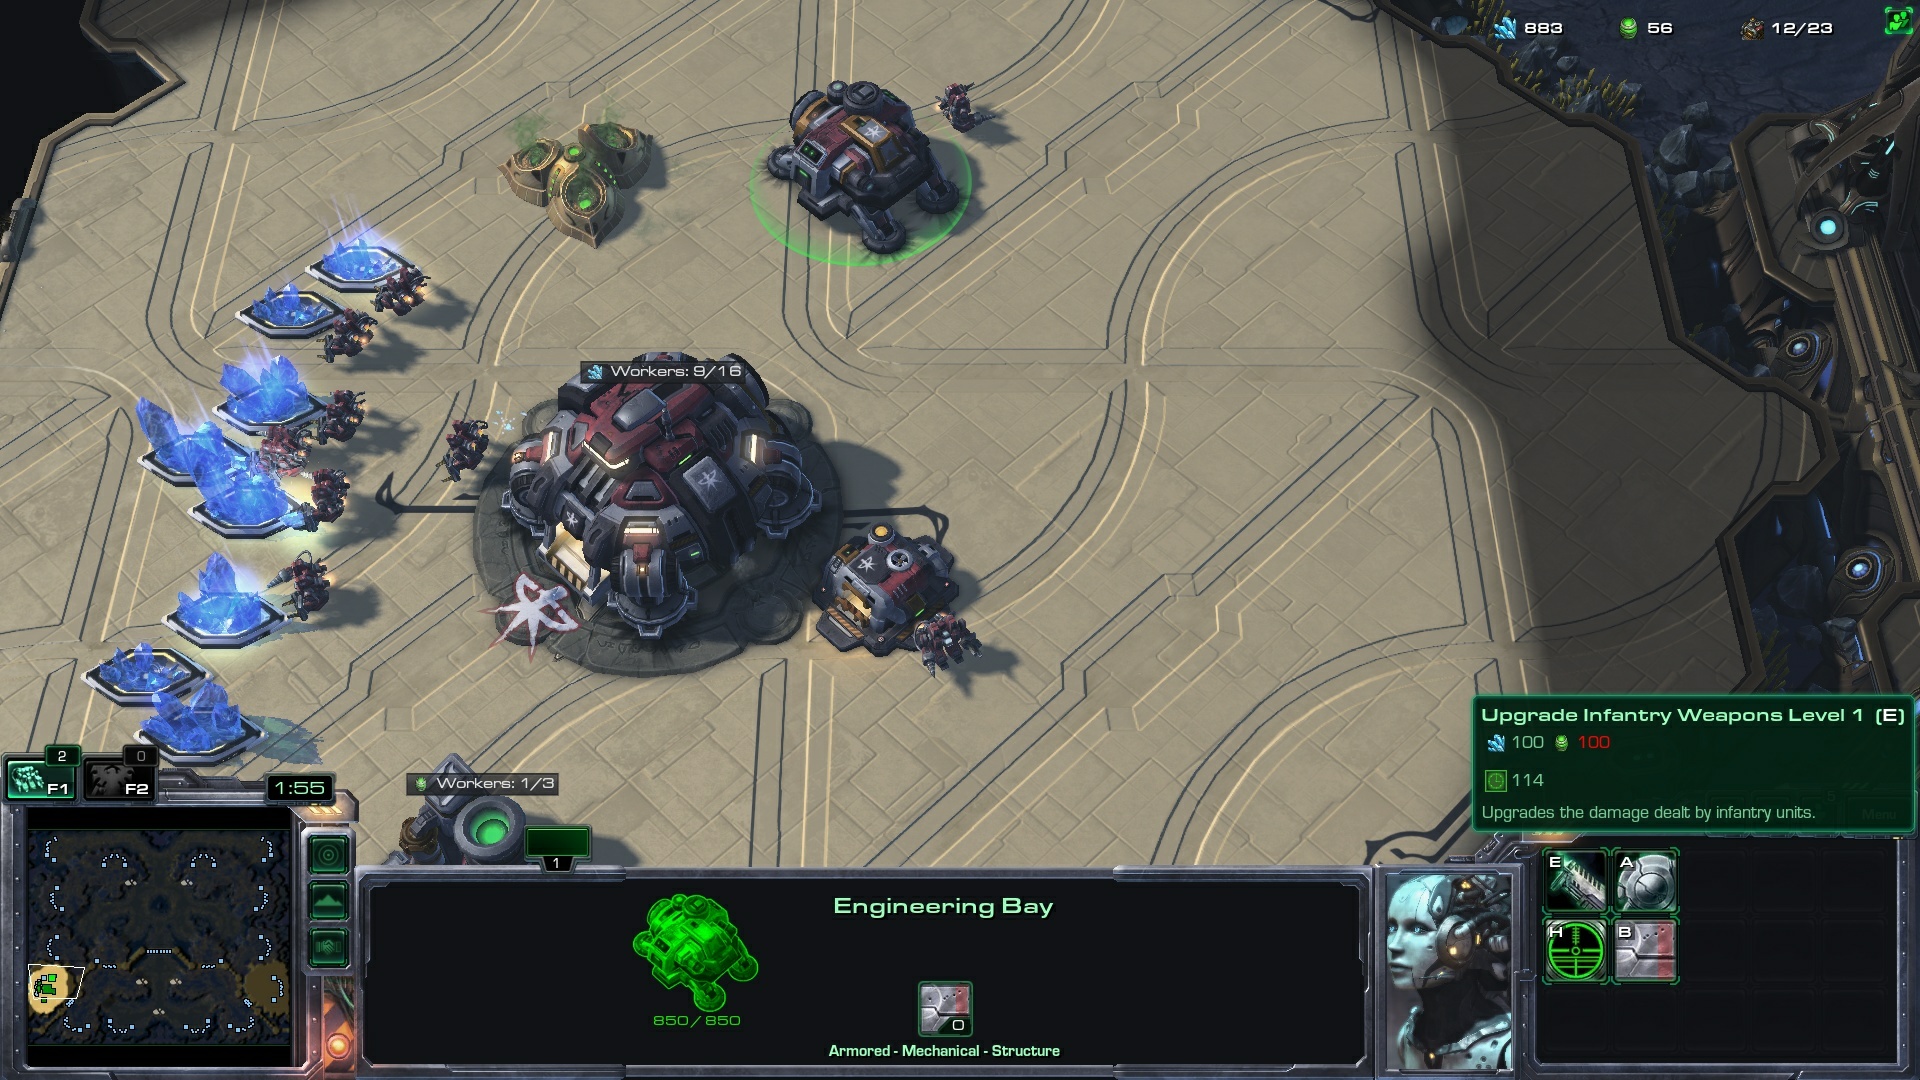 883 56 12/23
Workers: 9/16
Upgrade Infantry Weapons Level 1 (E)
100 100
114
Upgrades the damage dealt by infantry units.
2 0
F1 F2
1:55
Workers: 1/3
1
Engineering Bay
850/850
0
Armored - Mechanical - Structure
E A
H B